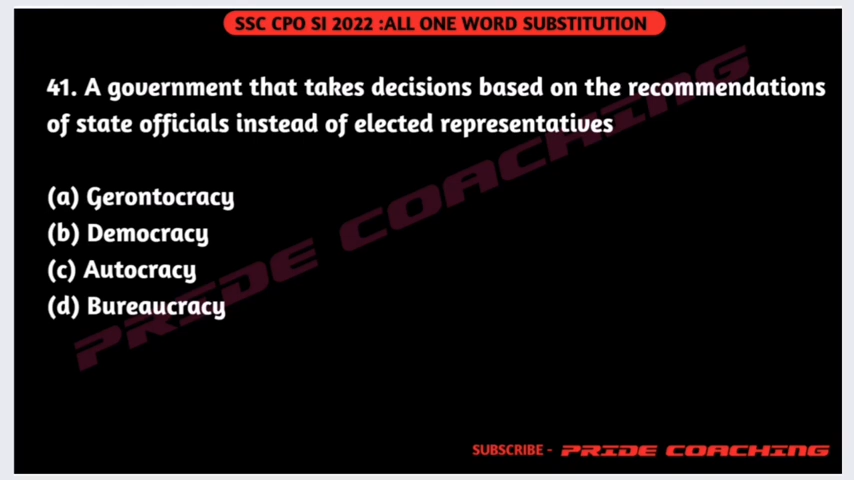 SSC CPO SI 2022 :ALL ONE WORD SUBSTITUTION
41. A government that takes decisions based on the recommendations
of state officials instead of elected representatives
(a) Gerontocracy
(b) Democracy
(c) Autocracy
(d) Bureaucracy
PRIDE COACHING
SUBSCRIBE - PRIDE COACHING